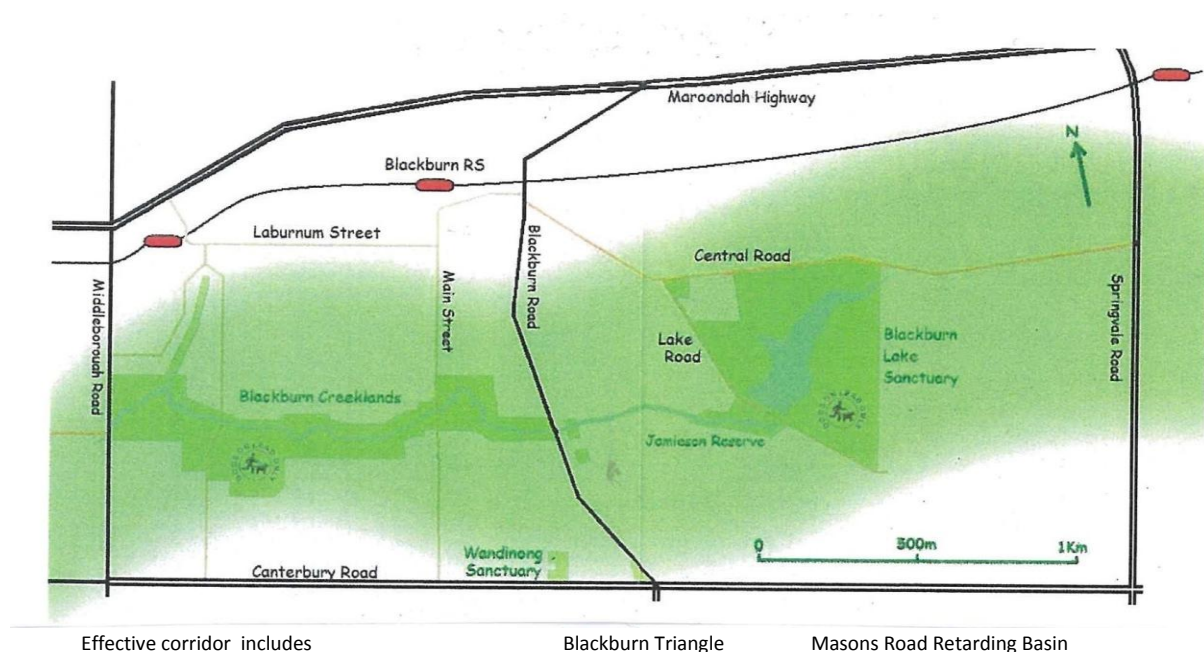 Maroondah Highway
N
Blackburn RS
Laburnum Street
Blackburn Road
Central Road
Middleborough Road
Main Street
Springvale Road
Lake
Road
Blackburn
Lake
Sanctuary
Blackburn Creeklands
Jamieson Reserve
0 500m 1Km
Wandinong
Sanctuary
Canterbury Road
Effective corridor includes Blackburn Triangle Masons Road Retarding Basin